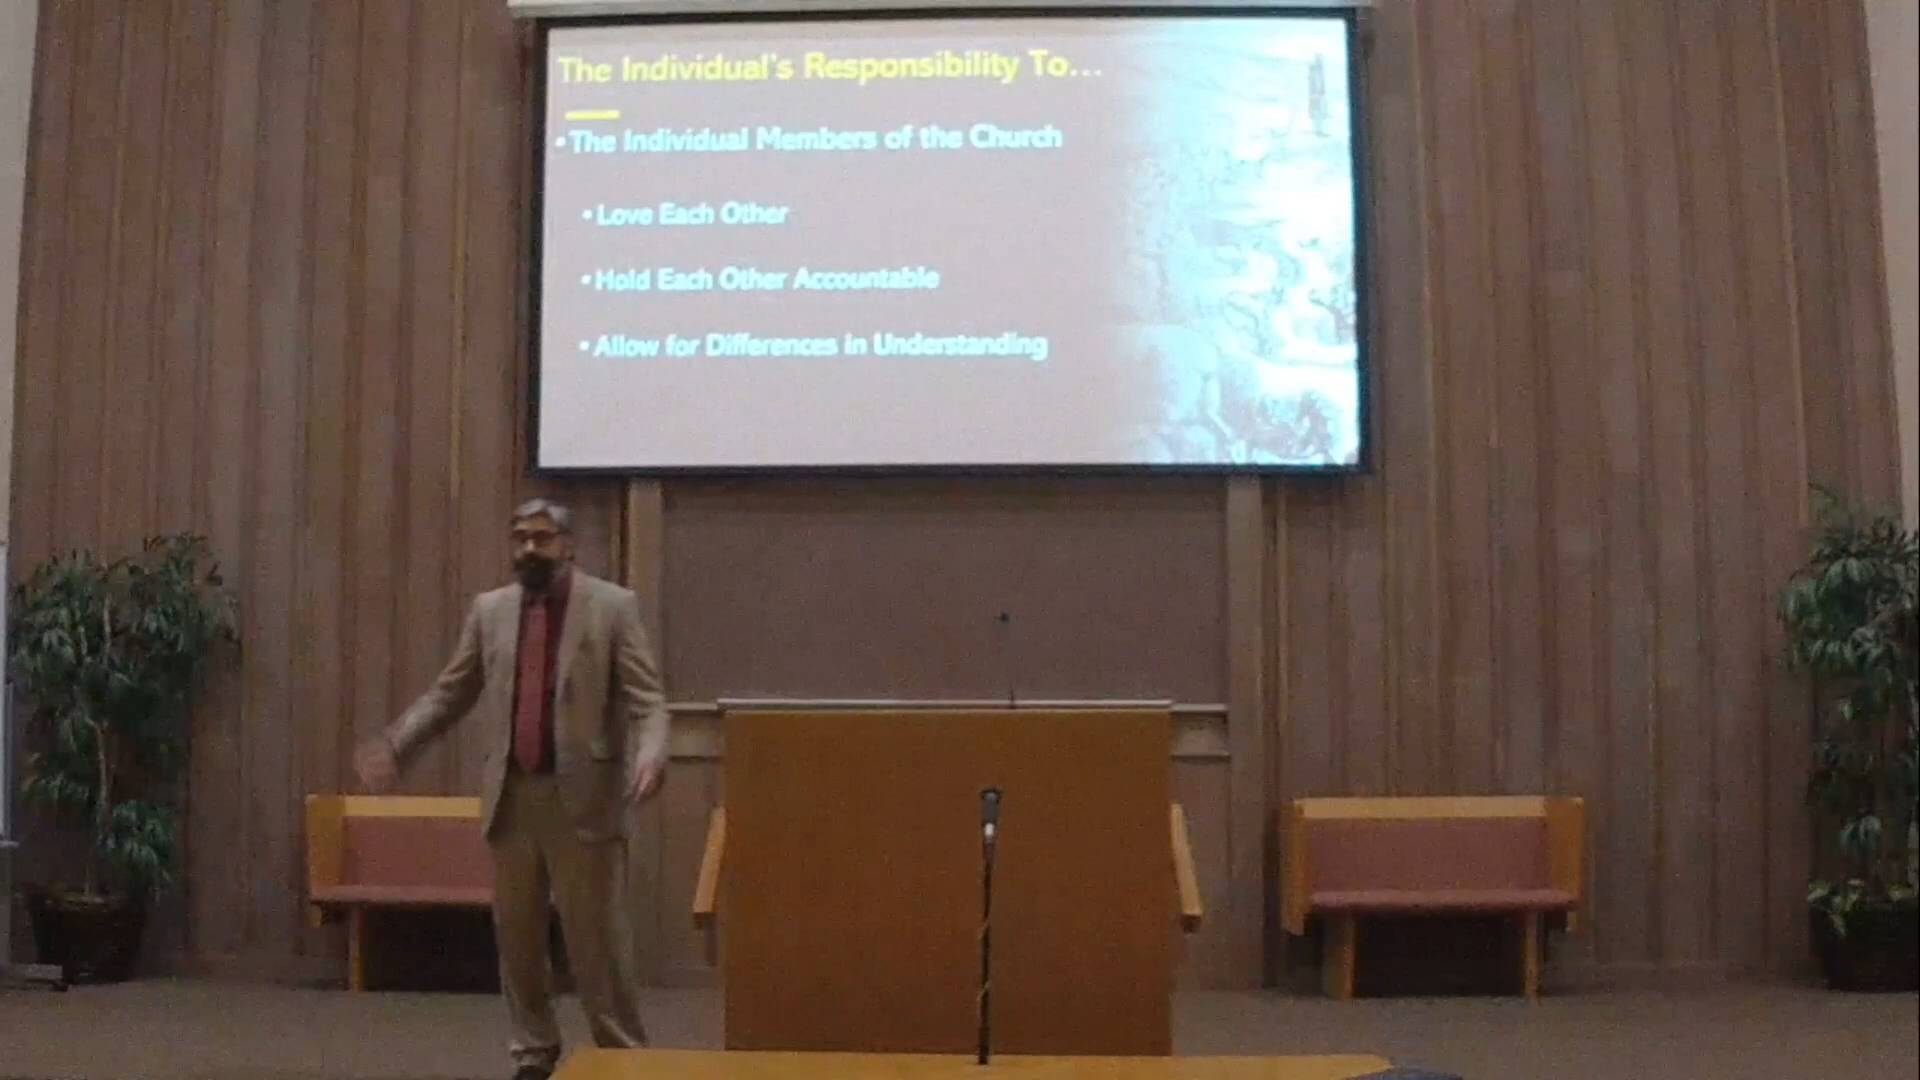 The Individual's Responsibility To...
• The Individual Members of the Church
• Love Each Other
• Hold Each Other Accountable
• Allow for Differences in Understanding